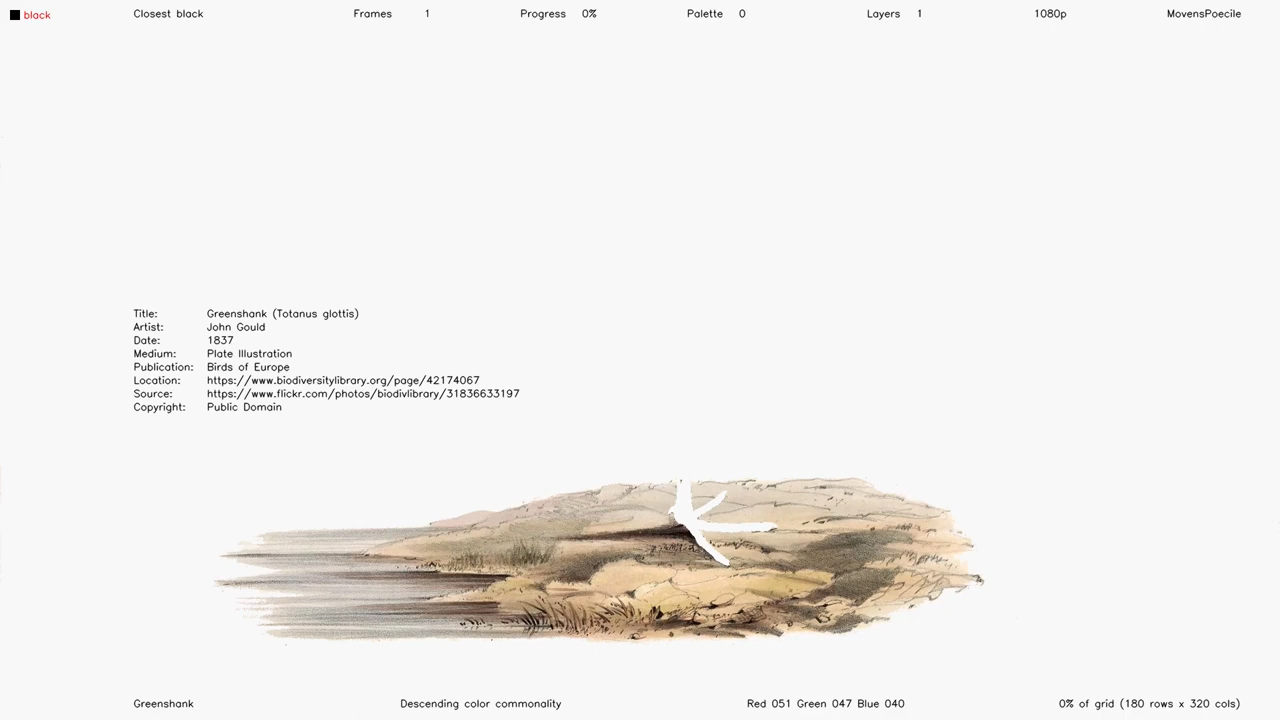 black
Closest black
Frames 1
Progress 0%
Palette 0
Layers 1
1080p
MovensPoecile
Title: Greenshank (Totanus glottis)
Artist: John Gould
Date: 1837
Medium: Plate Illustration
Publication: Birds of Europe
Location: https://www.biodiversitylibrary.org/page/42174067
Source: https://www.flickr.com/photos/biodivlibrary/31836633197
Copyright: Public Domain
Greenshank
Descending color commonality
Red 051 Green 047 Blue 040
0% of grid (180 rows x 320 cols)